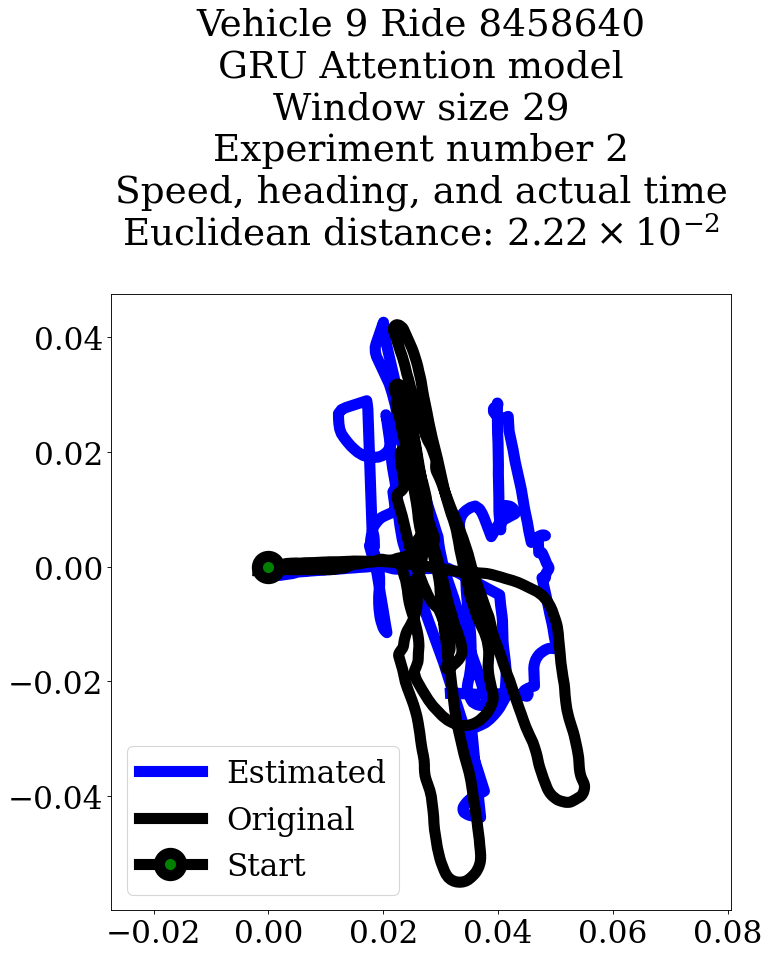 Vehicle 9 Ride 8458640
GRU Attention model
Window size 29
Experiment number 2
Speed, heading, and actual time
Euclidean distance: 2.22 × 10⁻²
0.04
0.02
0.00
−0.02
−0.04
Estimated
Original
Start
−0.02 0.00 0.02 0.04 0.06 0.08